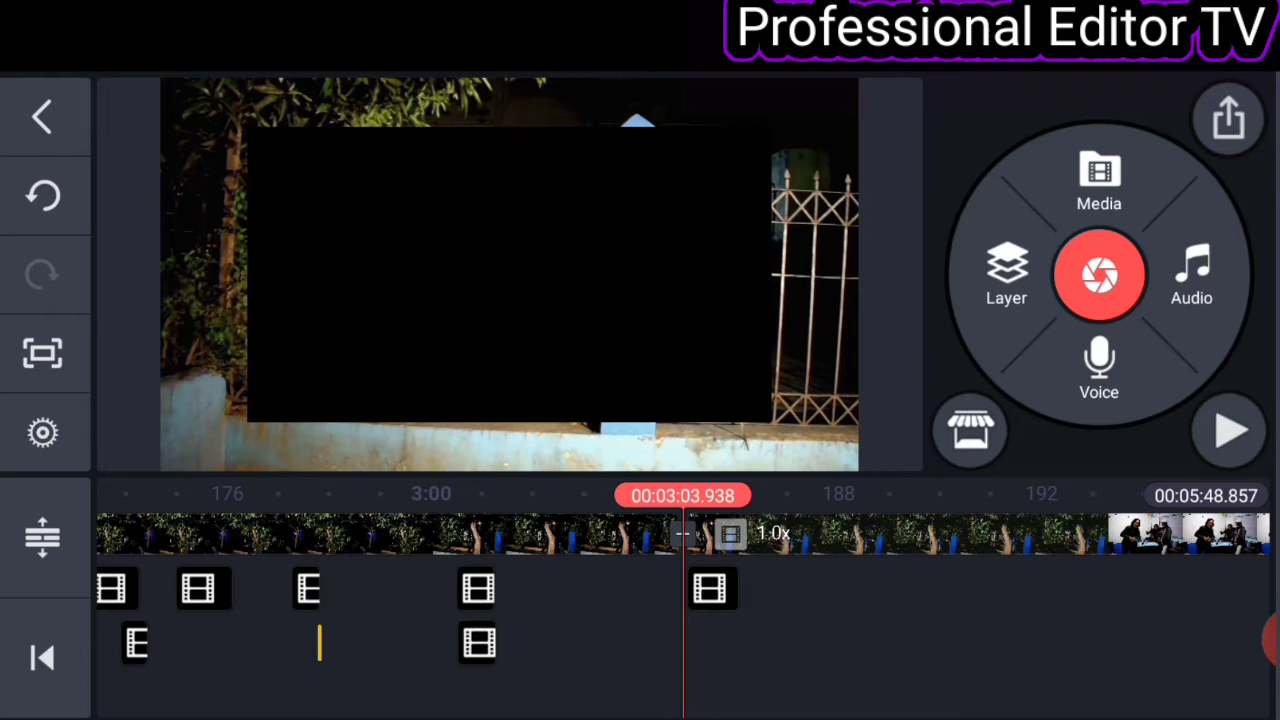 Professional Editor TV
Media
Layer
Audio
Voice
176
3:00
00:03:03.938
188
192
00:05:48.857
1.0x